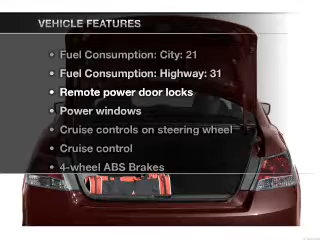 VEHICLE FEATURES
• Fuel Consumption: City: 21
• Fuel Consumption: Highway: 31
• Remote power door locks
• Power windows
• Cruise controls on steering wheel
• Cruise control
• 4-wheel ABS Brakes